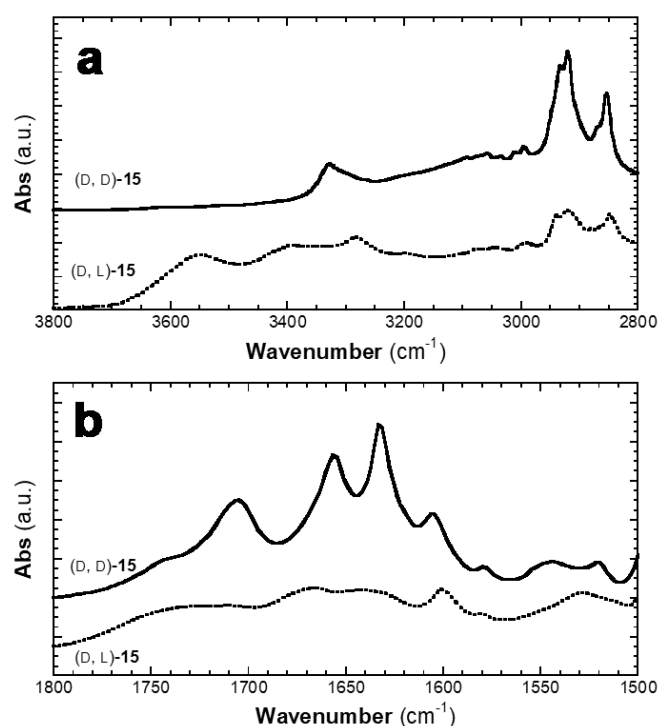 a
Abs (a.u.)
(D, D)-15
(D, L)-15
3800 3600 3400 3200 3000 2800
Wavenumber (cm⁻¹)
b
Abs (a.u.)
(D, D)-15
(D, L)-15
1800 1750 1700 1650 1600 1550 1500
Wavenumber (cm⁻¹)